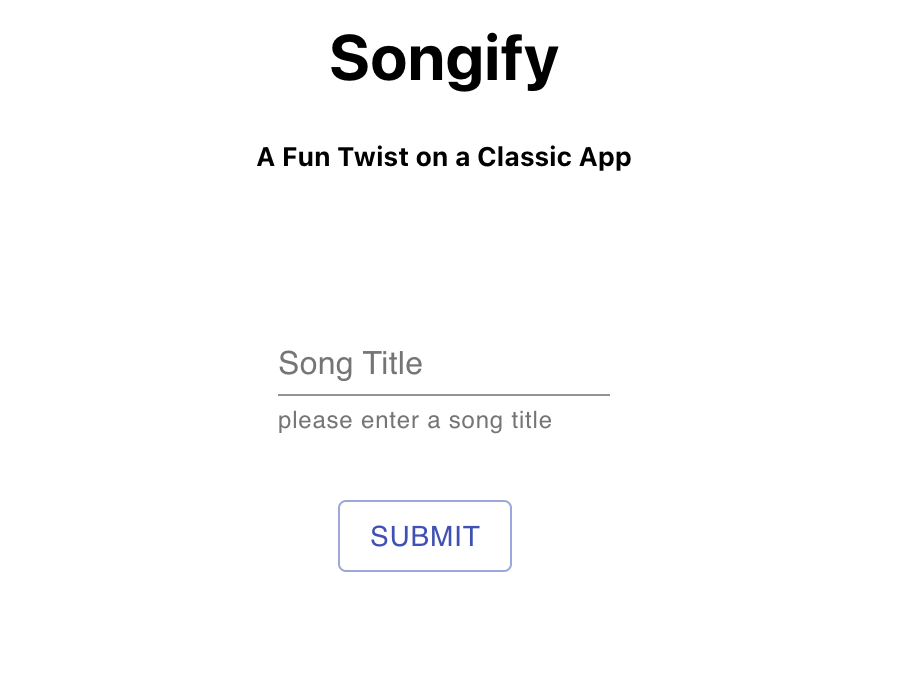 Songify
A Fun Twist on a Classic App
Song Title
please enter a song title
SUBMIT